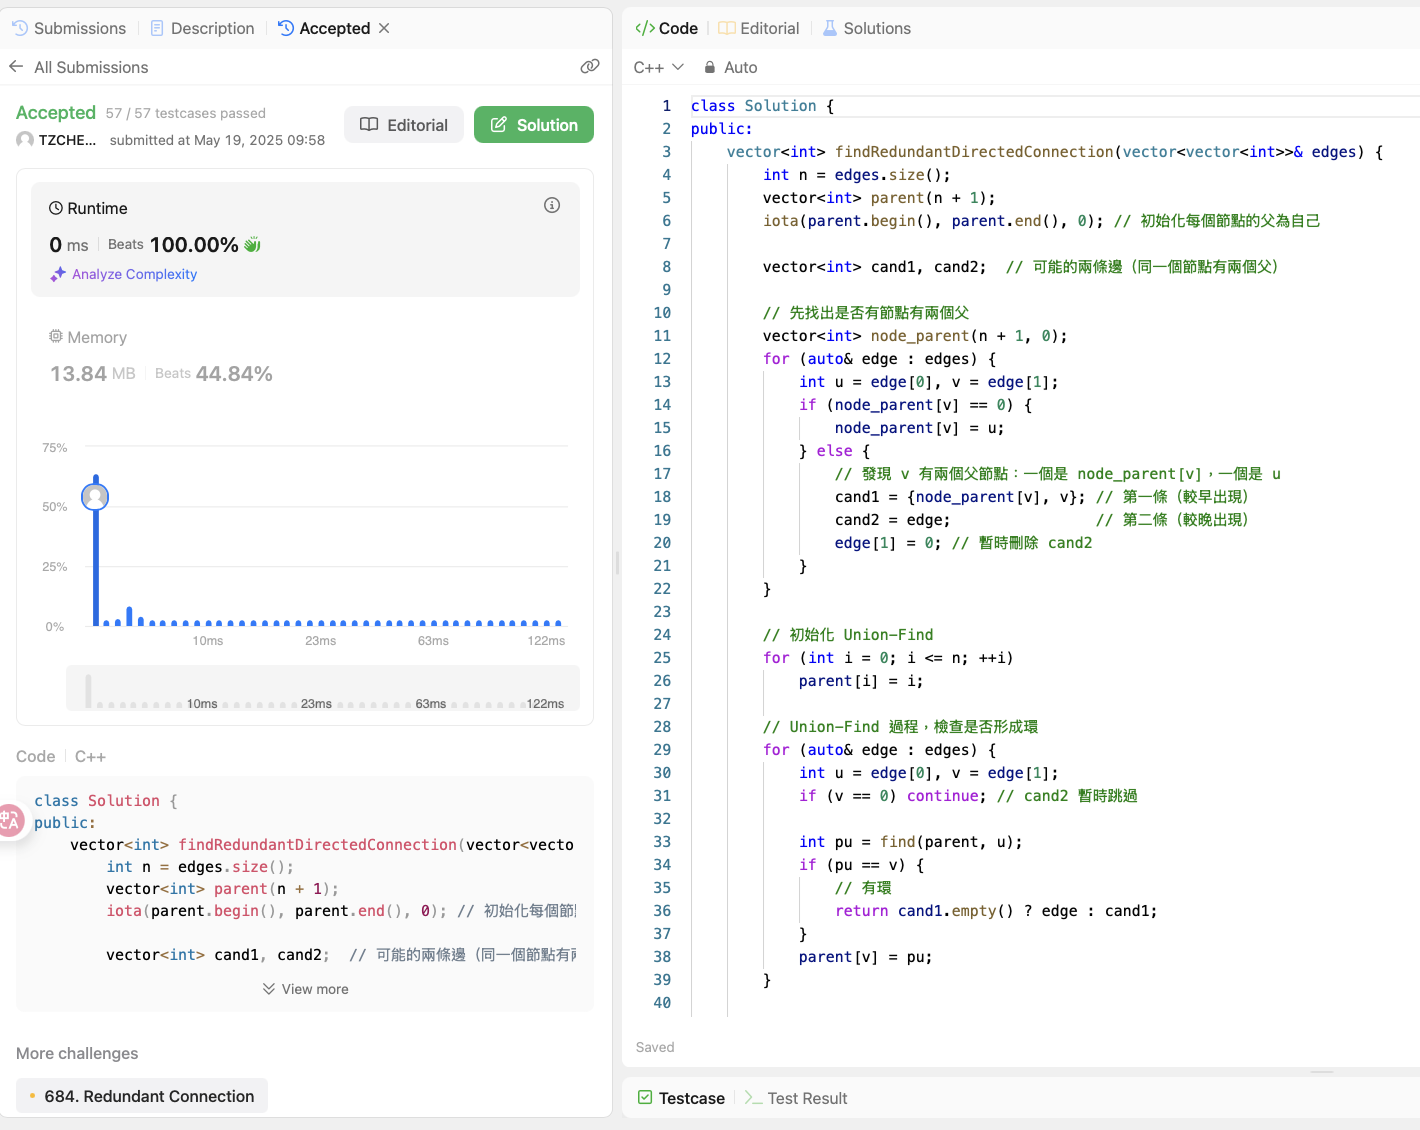 Submissions
Description
Accepted
All Submissions
Accepted 57 / 57 testcases passed
TZCHE... submitted at May 19, 2025 09:58
Editorial
Solution
Runtime
0 ms Beats 100.00%
Analyze Complexity
Memory
13.84 MB Beats 44.84%
75%
50%
25%
0%
10ms 23ms 63ms 122ms
10ms 23ms 63ms 122ms
Code C++
class Solution {
public:
    vector<int> findRedundantDirectedConnection(vector<vecto
        int n = edges.size();
        vector<int> parent(n + 1);
        iota(parent.begin(), parent.end(), 0); // 初始化每個節
        vector<int> cand1, cand2;  // 可能的兩條邊（同一個節點有
View more
More challenges
684. Redundant Connection
Code
Editorial
Solutions
C++ Auto
1 class Solution {
2 public:
3     vector<int> findRedundantDirectedConnection(vector<vector<int>>& edges) {
4         int n = edges.size();
5         vector<int> parent(n + 1);
6         iota(parent.begin(), parent.end(), 0); // 初始化每個節點的父為自己
7
8         vector<int> cand1, cand2;  // 可能的兩條邊（同一個節點有兩個父）
9
10         // 先找出是否有節點有兩個父
11         vector<int> node_parent(n + 1, 0);
12         for (auto& edge : edges) {
13             int u = edge[0], v = edge[1];
14             if (node_parent[v] == 0) {
15                 node_parent[v] = u;
16             } else {
17                 // 發現 v 有兩個父節點：一個是 node_parent[v]，一個是 u
18                 cand1 = {node_parent[v], v}; // 第一條（較早出現）
19                 cand2 = edge;                // 第二條（較晚出現）
20                 edge[1] = 0; // 暫時刪除 cand2
21             }
22         }
23
24         // 初始化 Union-Find
25         for (int i = 0; i <= n; ++i)
26             parent[i] = i;
27
28         // Union-Find 過程，檢查是否形成環
29         for (auto& edge : edges) {
30             int u = edge[0], v = edge[1];
31             if (v == 0) continue; // cand2 暫時跳過
32
33             int pu = find(parent, u);
34             if (pu == v) {
35                 // 有環
36                 return cand1.empty() ? edge : cand1;
37             }
38             parent[v] = pu;
39         }
40
Saved
Testcase
Test Result